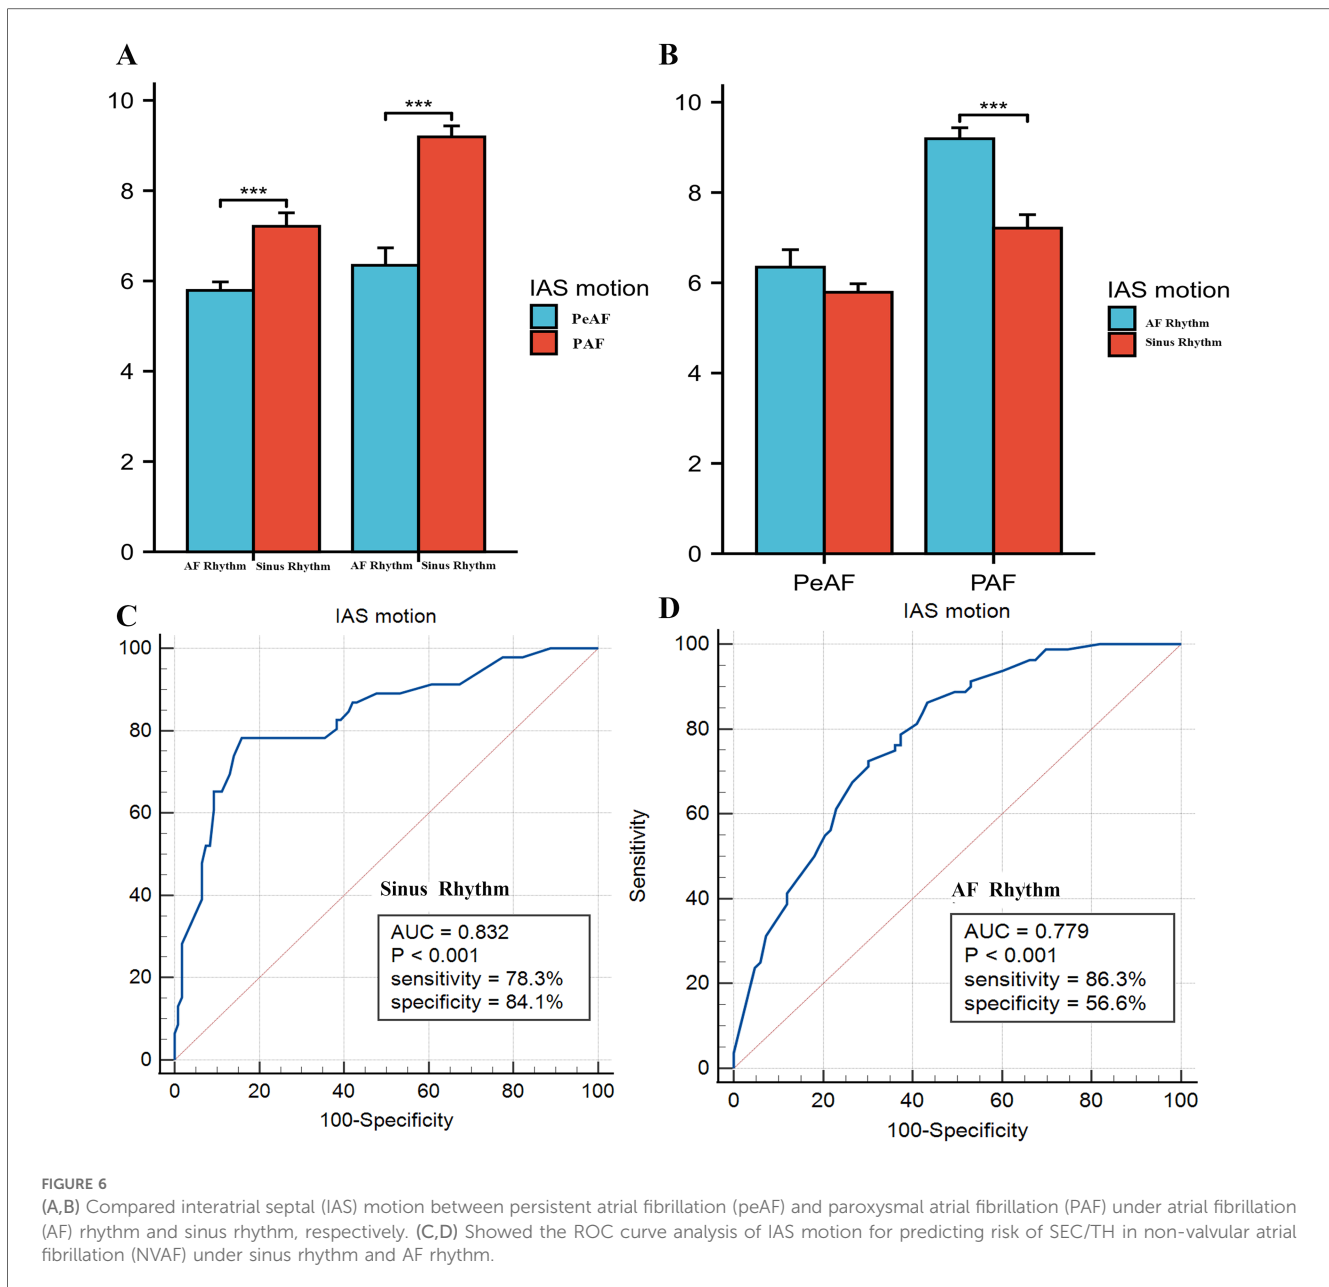 A
10
8
6
4
2
0
***
***
AF Rhythm Sinus Rhythm AF Rhythm Sinus Rhythm
IAS motion
PeAF
PAF
B
10
8
6
4
2
0
***
PeAF PAF
IAS motion
AF Rhythm
Sinus Rhythm
C
IAS motion
100
80
60
40
20
0
Sinus Rhythm
AUC = 0.832
P < 0.001
sensitivity = 78.3%
specificity = 84.1%
0 20 40 60 80 100
100-Specificity
D
IAS motion
Sensitivity
100
80
60
40
20
0
AF Rhythm
AUC = 0.779
P < 0.001
sensitivity = 86.3%
specificity = 56.6%
0 20 40 60 80 100
100-Specificity
FIGURE 6
(A,B) Compared interatrial septal (IAS) motion between persistent atrial fibrillation (peAF) and paroxysmal atrial fibrillation (PAF) under atrial fibrillation
(AF) rhythm and sinus rhythm, respectively. (C,D) Showed the ROC curve analysis of IAS motion for predicting risk of SEC/TH in non-valvular atrial
fibrillation (NVAF) under sinus rhythm and AF rhythm.